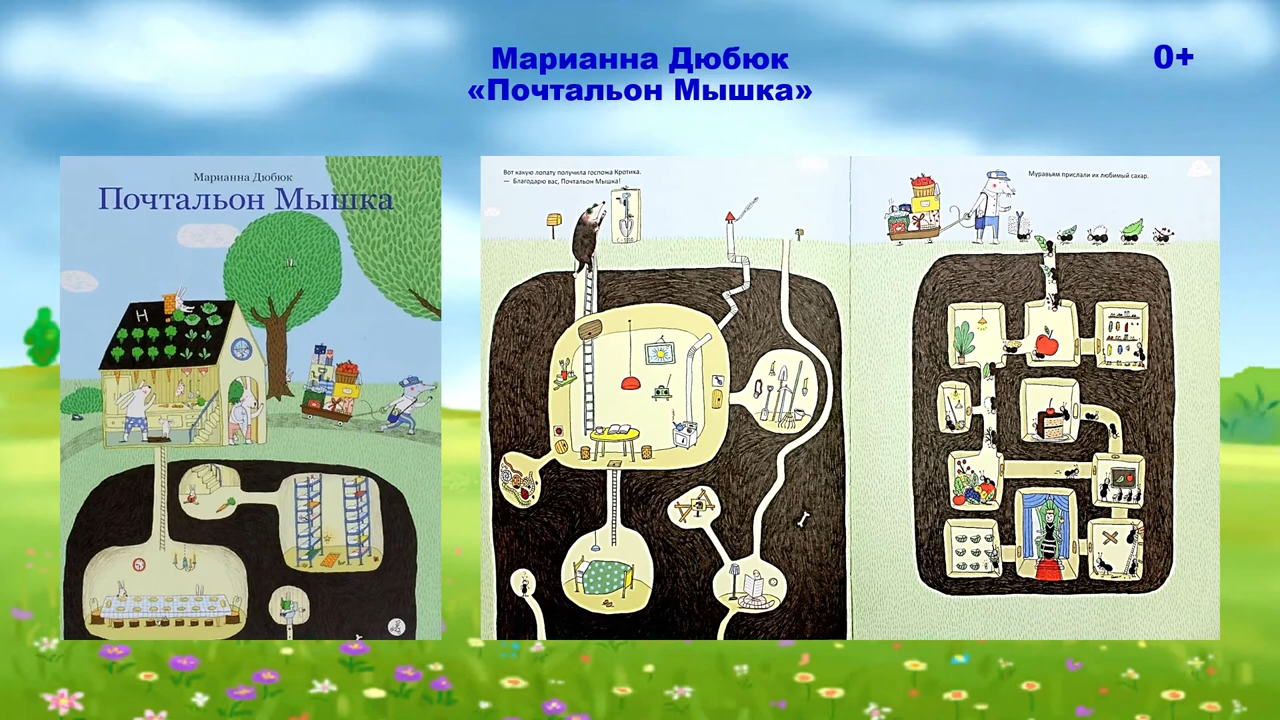 Марианна Дюбюк
«Почтальон Мышка»
0+
Марианна Дюбюк
Почтальон Мышка
Вот какую лопату получила госпожа Кротиха.
— Благодарю вас, Почтальон Мышка!
Муравьям прислали их любимый сахар.